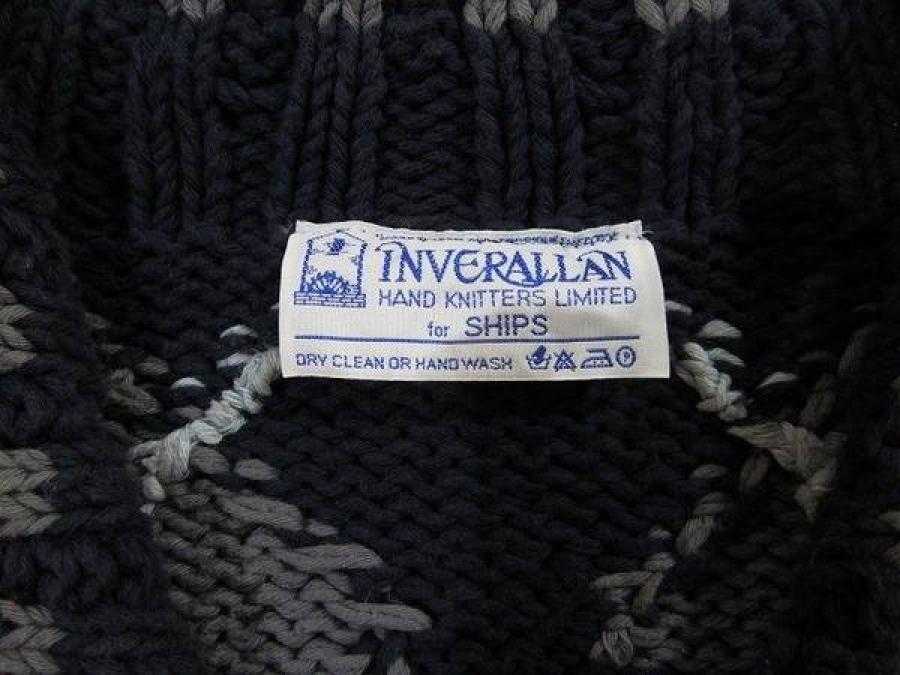 INVERALLAN
HAND KNITTERS LIMITED
for SHIPS
DRY CLEAN OR HAND WASH